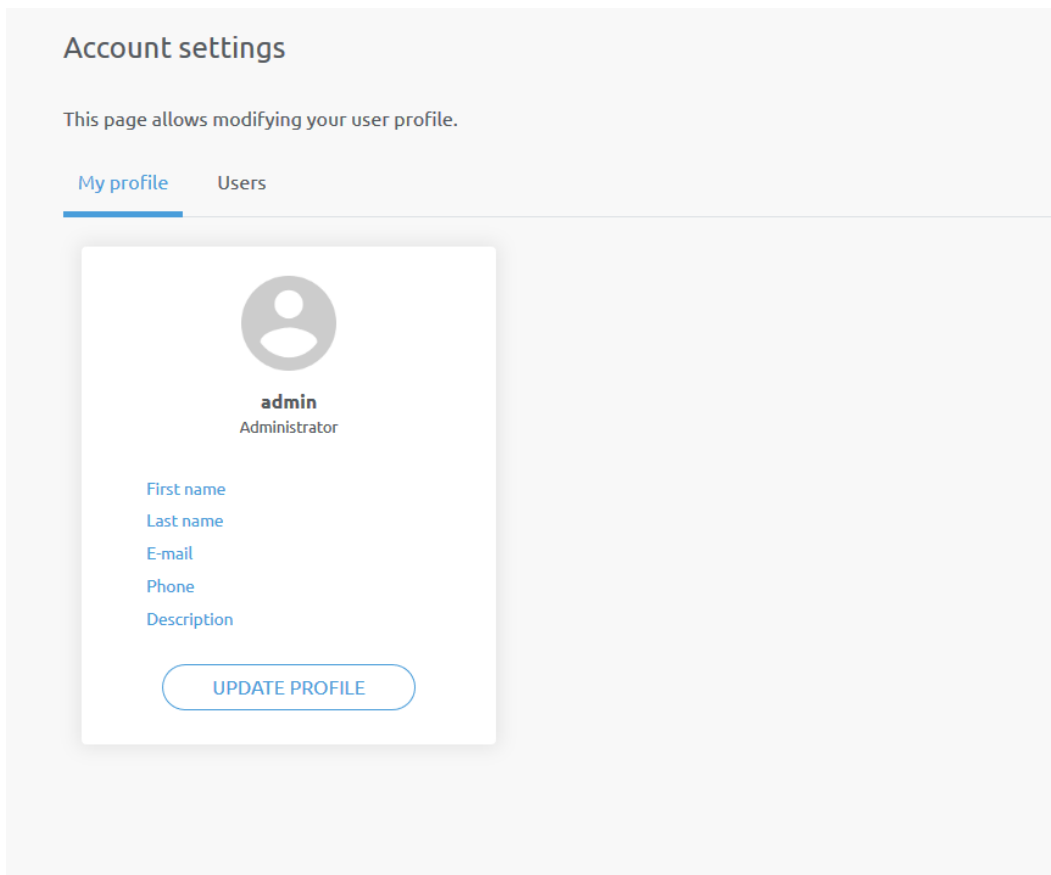 Account settings
This page allows modifying your user profile.
My profile
Users
admin
Administrator
First name
Last name
E-mail
Phone
Description
UPDATE PROFILE